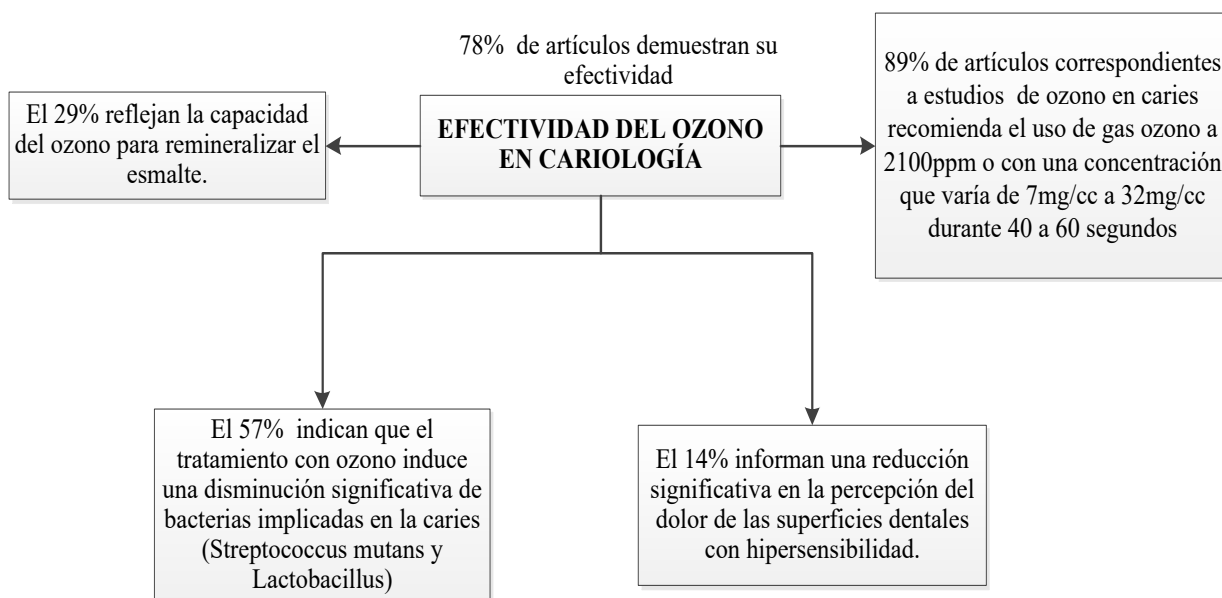 78% de artículos demuestran su
efectividad
EFECTIVIDAD DEL OZONO
EN CARIOLOGÍA
El 29% reflejan la capacidad
del ozono para remineralizar el
esmalte.
89% de artículos correspondientes
a estudios de ozono en caries
recomienda el uso de gas ozono a
2100ppm o con una concentración
que varía de 7mg/cc a 32mg/cc
durante 40 a 60 segundos
El 57% indican que el
tratamiento con ozono induce
una disminución significativa de
bacterias implicadas en la caries
(Streptococcus mutans y
Lactobacillus)
El 14% informan una reducción
significativa en la percepción del
dolor de las superficies dentales
con hipersensibilidad.